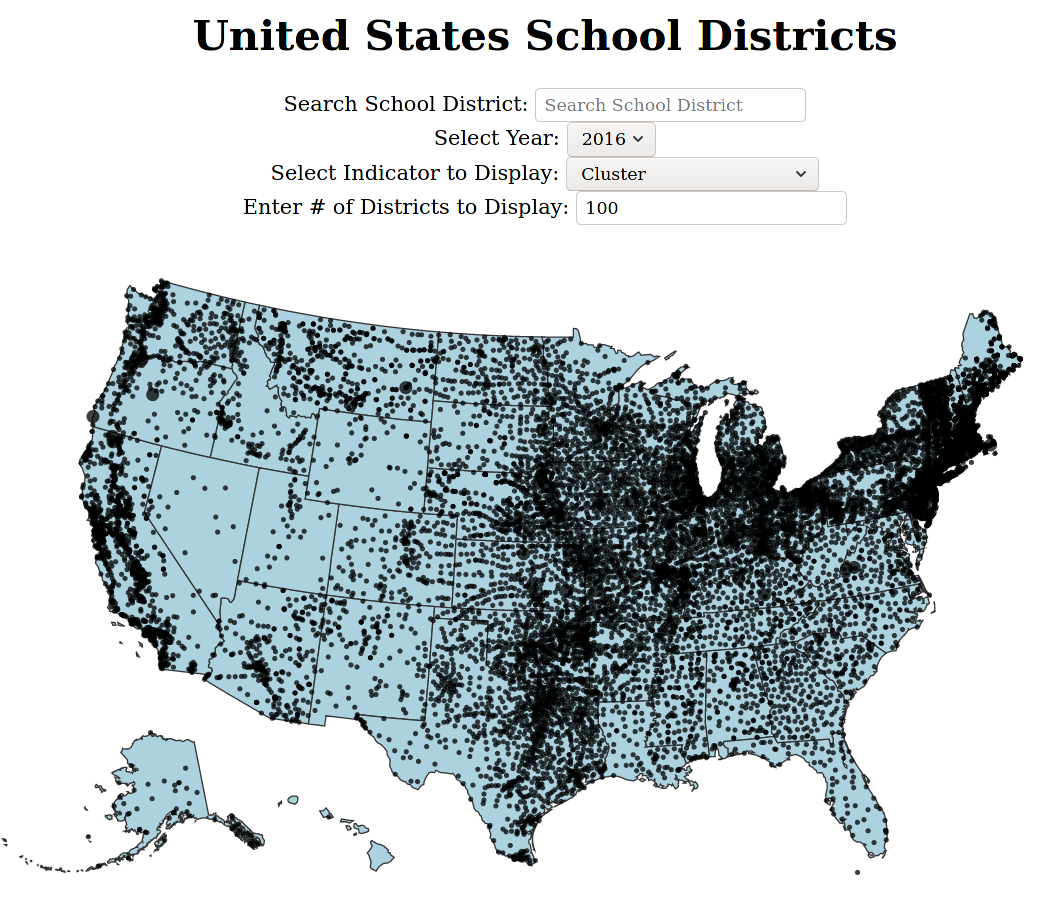 United States School Districts
Search School District: Search School District
Select Year: 2016
Select Indicator to Display: Cluster
Enter # of Districts to Display: 100